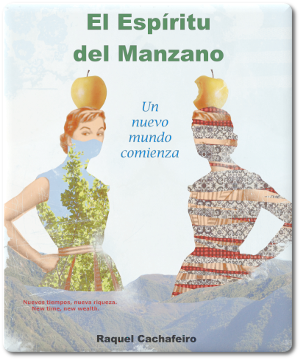 El Espíritu
del Manzano
Un
nuevo
mundo
comienza
Nuevos tiempos, nueva riqueza.
New time, new wealth.
Raquel Cachafeiro